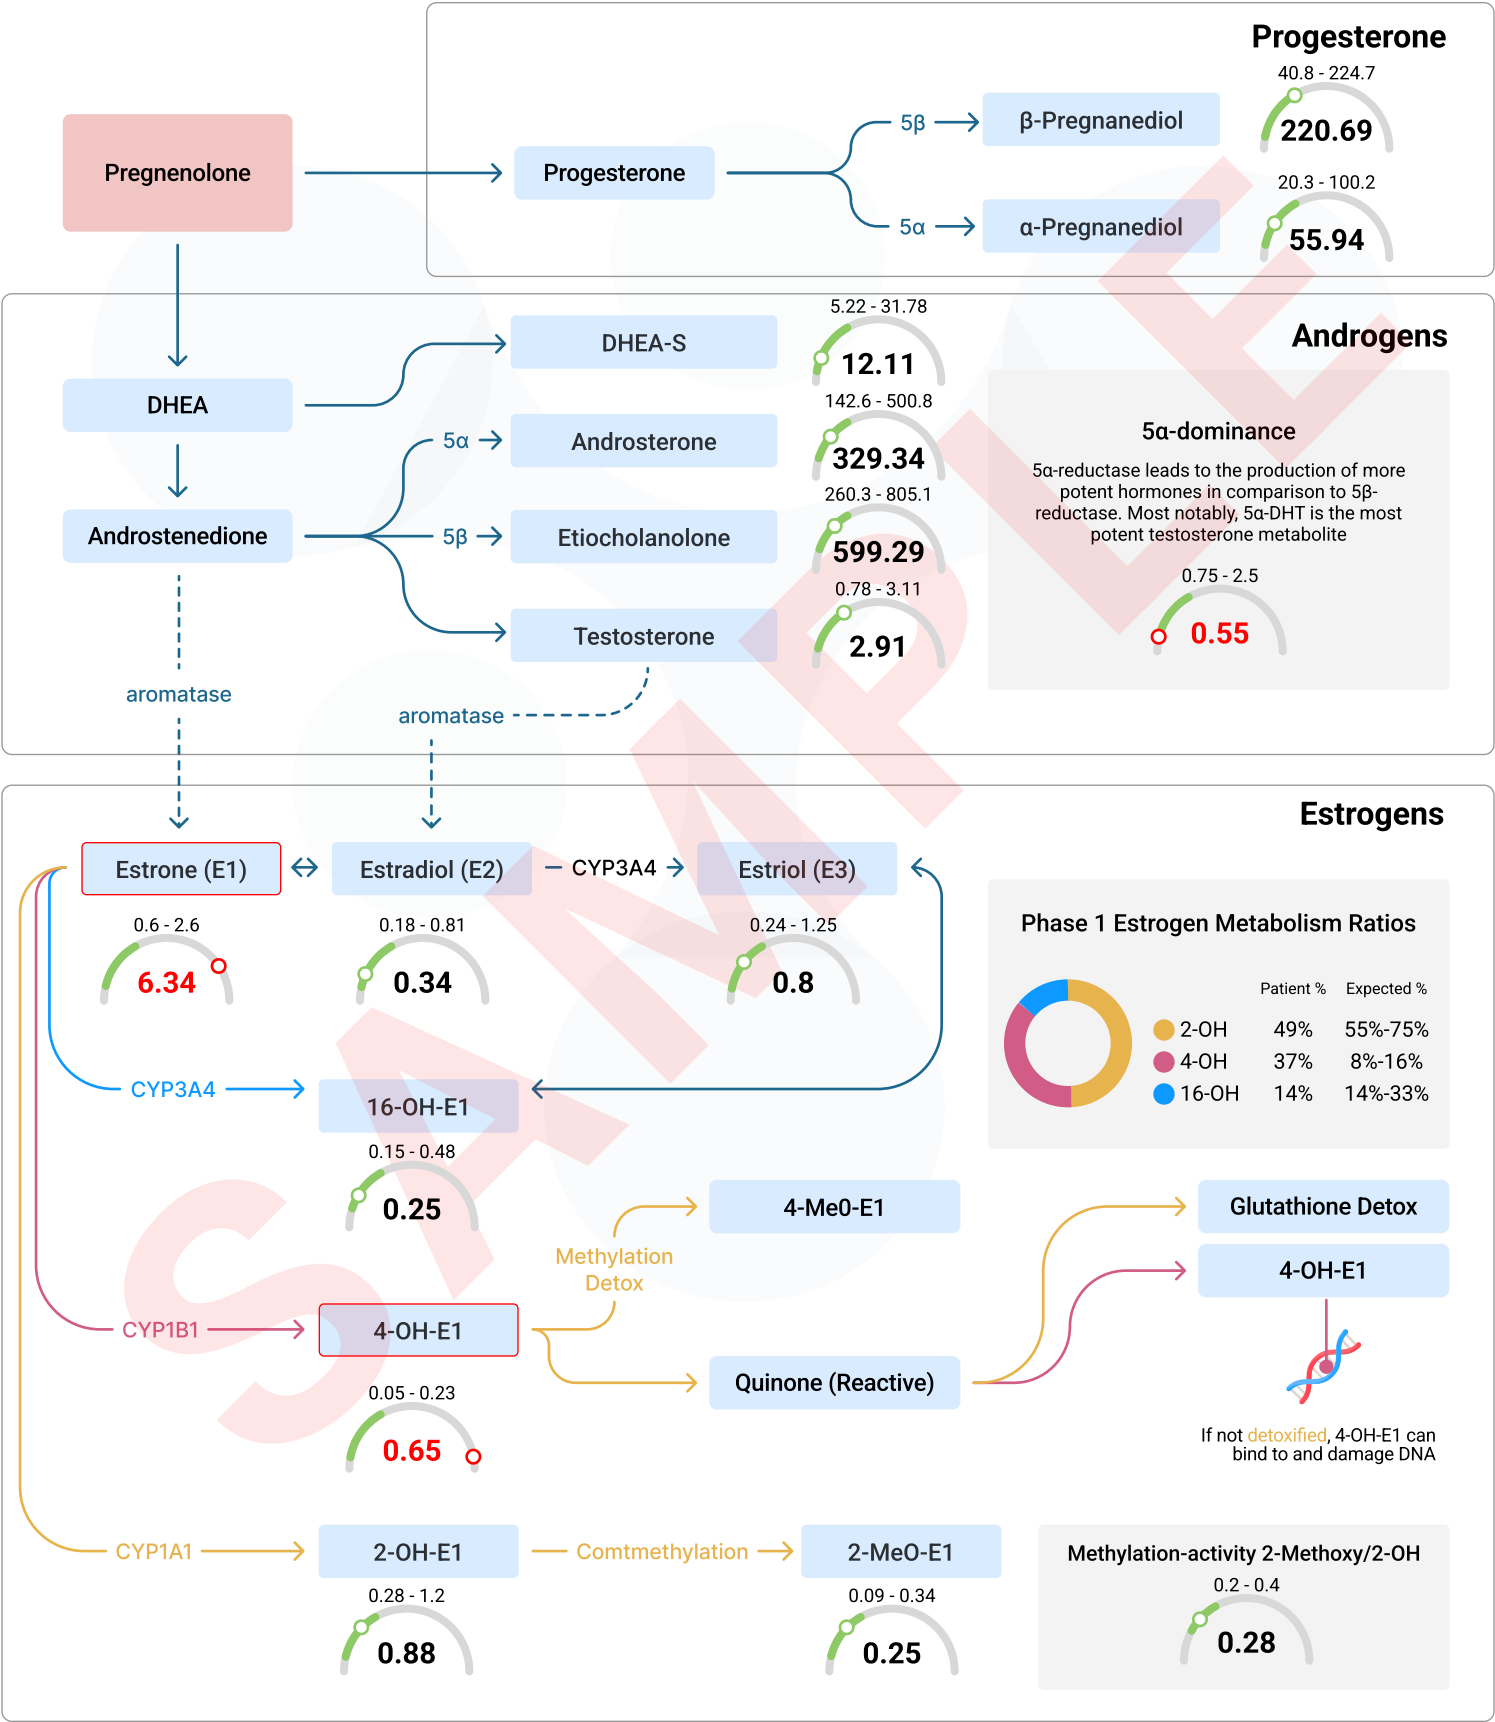 Progesterone
40.8 - 224.7
220.69
Pregnenolone
Progesterone
5β
β-Pregnanediol
5α
α-Pregnanediol
20.3 - 100.2
55.94
Androgens
DHEA
DHEA-S
5.22 - 31.78
12.11
Androstenedione
5α
Androsterone
142.6 - 500.8
329.34
5β
Etiocholanolone
260.3 - 805.1
599.29
Testosterone
0.78 - 3.11
2.91
5α-dominance
5α-reductase leads to the production of more
potent hormones in comparison to 5β-
reductase. Most notably, 5α-DHT is the most
potent testosterone metabolite
0.75 - 2.5
0.55
aromatase
aromatase
Estrogens
Estrone (E1)
Estradiol (E2)
CYP3A4
Estriol (E3)
0.6 - 2.6
6.34
0.18 - 0.81
0.34
0.24 - 1.25
0.8
Phase 1 Estrogen Metabolism Ratios
Patient % Expected %
2-OH 49% 55%-75%
4-OH 37% 8%-16%
16-OH 14% 14%-33%
CYP3A4
16-OH-E1
0.15 - 0.48
0.25
Methylation
Detox
4-Me0-E1
Glutathione Detox
4-OH-E1
CYP1B1
4-OH-E1
0.05 - 0.23
0.65
Quinone (Reactive)
If not detoxified, 4-OH-E1 can
bind to and damage DNA
CYP1A1
2-OH-E1
0.28 - 1.2
0.88
Comtmethylation
2-MeO-E1
0.09 - 0.34
0.25
Methylation-activity 2-Methoxy/2-OH
0.2 - 0.4
0.28
SAMPLE